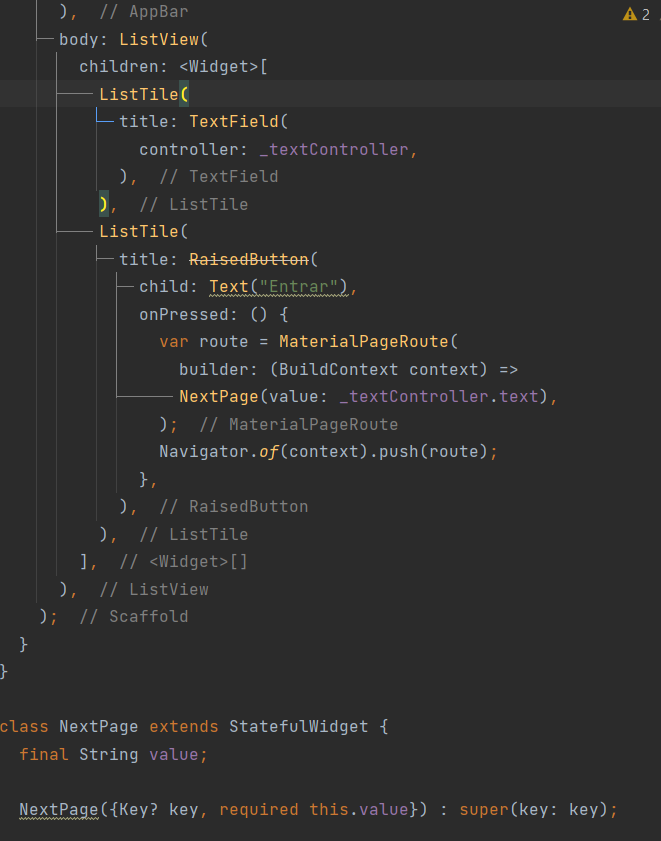 ), // AppBar
2
body: ListView(
children: <Widget>[
ListTile(
title: TextField(
controller: _textController,
), // TextField
), // ListTile
ListTile(
title: RaisedButton(
child: Text("Entrar"),
onPressed: () {
var route = MaterialPageRoute(
builder: (BuildContext context) =>
NextPage(value: _textController.text),
); // MaterialPageRoute
Navigator.of(context).push(route);
},
), // RaisedButton
), // ListTile
], // <Widget>[]
), // ListView
); // Scaffold
}
}
class NextPage extends StatefulWidget {
final String value;
NextPage({Key? key, required this.value}) : super(key: key);